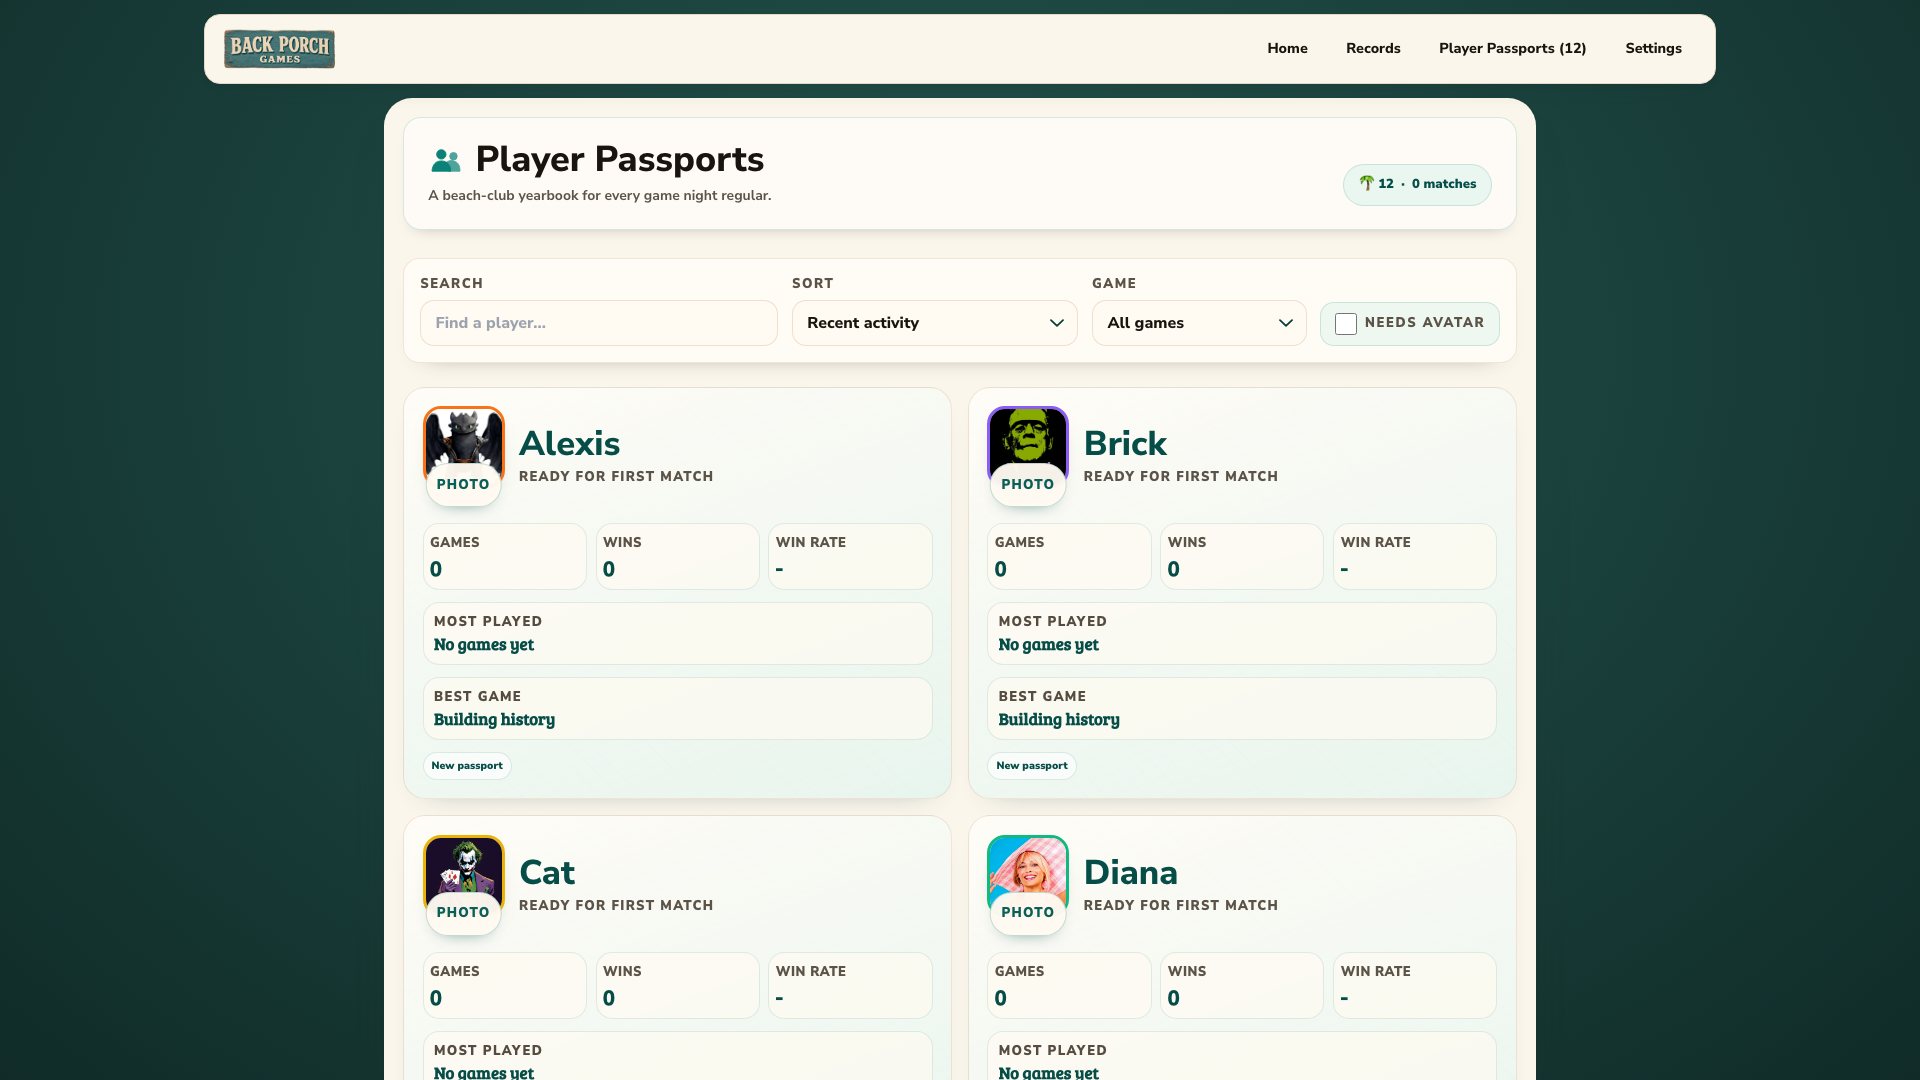 BACK PORCH
GAMES
Home
Records
Player Passports (12)
Settings
Player Passports
A beach-club yearbook for every game night regular.
12 · 0 matches
SEARCH
SORT
GAME
Find a player...
Recent activity
All games
NEEDS AVATAR
Alexis
READY FOR FIRST MATCH
PHOTO
GAMES
0
WINS
0
WIN RATE
-
MOST PLAYED
No games yet
BEST GAME
Building history
New passport
Brick
READY FOR FIRST MATCH
PHOTO
GAMES
0
WINS
0
WIN RATE
-
MOST PLAYED
No games yet
BEST GAME
Building history
New passport
Cat
READY FOR FIRST MATCH
PHOTO
GAMES
0
WINS
0
WIN RATE
-
MOST PLAYED
No games yet
Diana
READY FOR FIRST MATCH
PHOTO
GAMES
0
WINS
0
WIN RATE
-
MOST PLAYED
No games yet